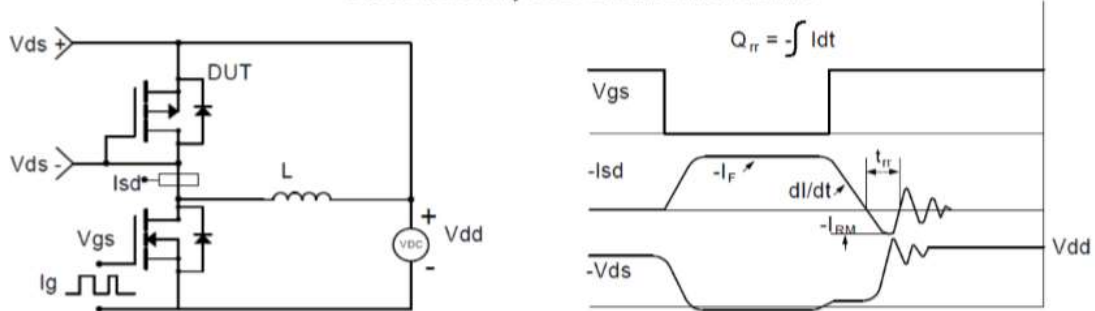 Vds +
DUT
Vds -
Isd
L
+
VDC
Vdd
-
Vgs
Ig
Qrr = -∫ Idt
Vgs
-Isd
-IF
dI/dt
trr
-IRM
Vdd
-Vds